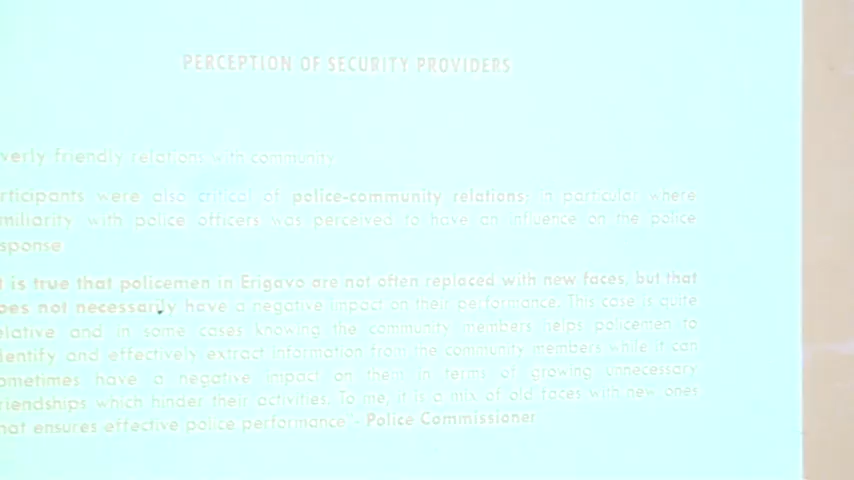 PERCEPTION OF SECURITY PROVIDERS
verly friendly relations with community
rticipants were also critical of police-community relations; in particular where
miliarity with police officers was perceived to have an influence on the police
sponse
t is true that policemen in Erigavo are not often replaced with new faces, but that
oes not necessarily have a negative impact on their performance. This case is quite
elative and in some cases knowing the community members helps policemen to
dentify and effectively extract information from the community members while it can
ometimes have a negative impact on them in terms of growing unnecessary
riendships which hinder their activities. To me, it is a mix of old faces with new ones
hat ensures effective police performance"- Police Commissioner